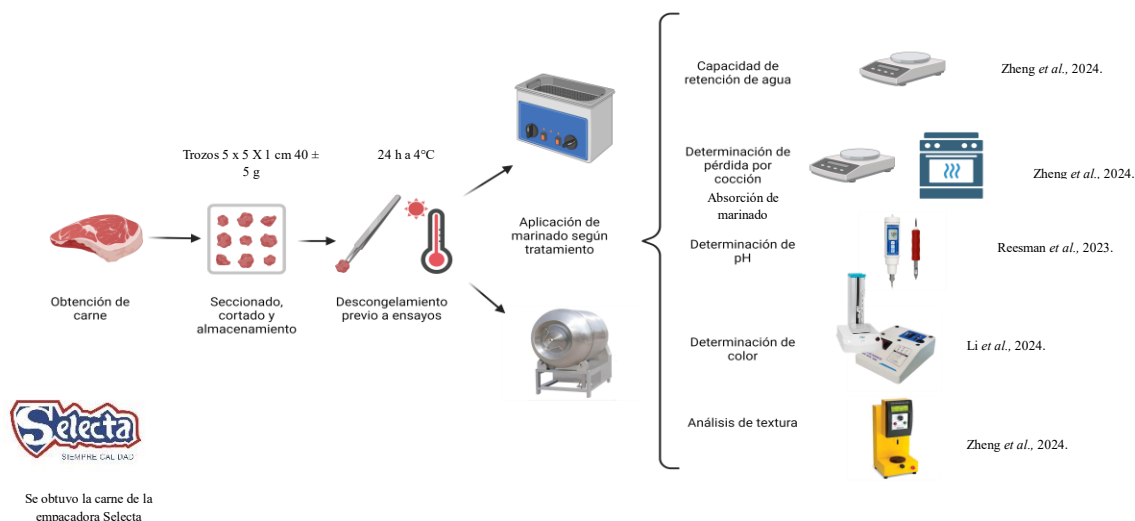 Trozos 5 x 5 X 1 cm 40 ±
5 g
24 h a 4°C
Obtención de
carne
Seccionado,
cortado y
almacenamiento
Descongelamiento
previo a ensayos
Aplicación de
marinado según
tratamiento
Capacidad de
retención de agua
Zheng et al., 2024.
Determinación de
pérdida por
cocción
Zheng et al., 2024.
Absorción de
marinado
Determinación de
pH
Reesman et al., 2023.
Determinación de
color
Li et al., 2024.
Análisis de textura
Zheng et al., 2024.
Selecta
SIEMPRE CALIDAD
Se obtuvo la carne de la
empacadora Selecta